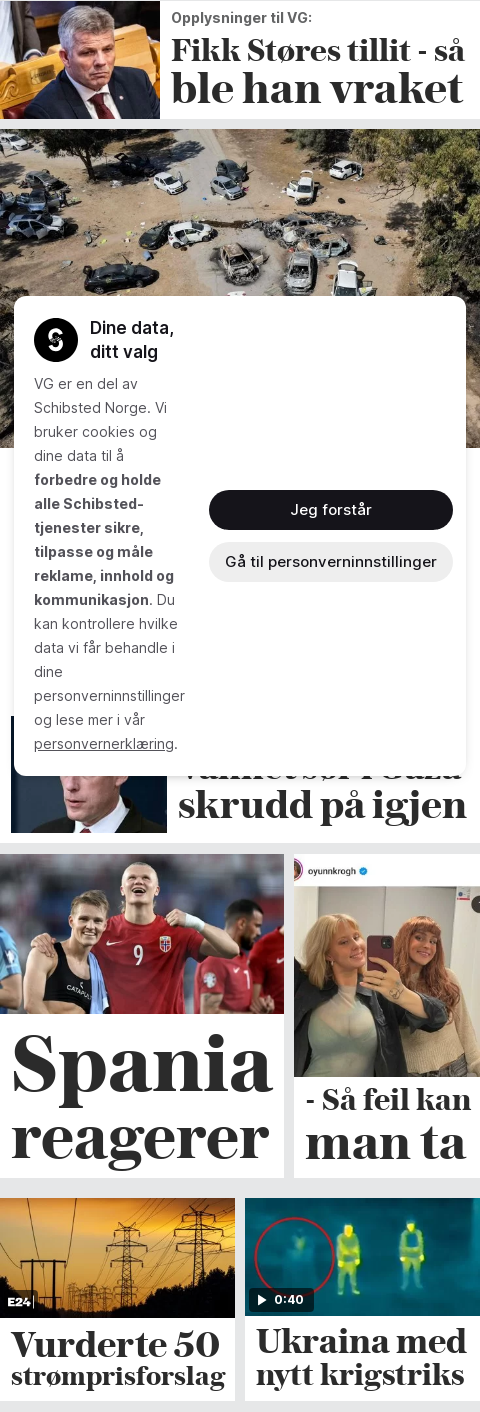 Opplysninger til VG:
Fikk Støres tillit - så
ble han vraket
Dine data,
ditt valg
VG er en del av
Schibsted Norge. Vi
bruker cookies og
dine data til å
forbedre og holde
alle Schibsted-
tjenester sikre,
tilpasse og måle
reklame, innhold og
kommunikasjon. Du
kan kontrollere hvilke
data vi får behandle i
dine
personverninnstillinger
og lese mer i vår
personvernerklæring.
Jeg forstår
Gå til personverninnstillinger
vannet sør i Gaza
skrudd på igjen
9
CATAPULT
Spania
reagerer
oyunnkrogh
- Så feil kan
man ta
E24
Vurderte 50
strømprisforslag
0:40
Ukraina med
nytt krigstriks